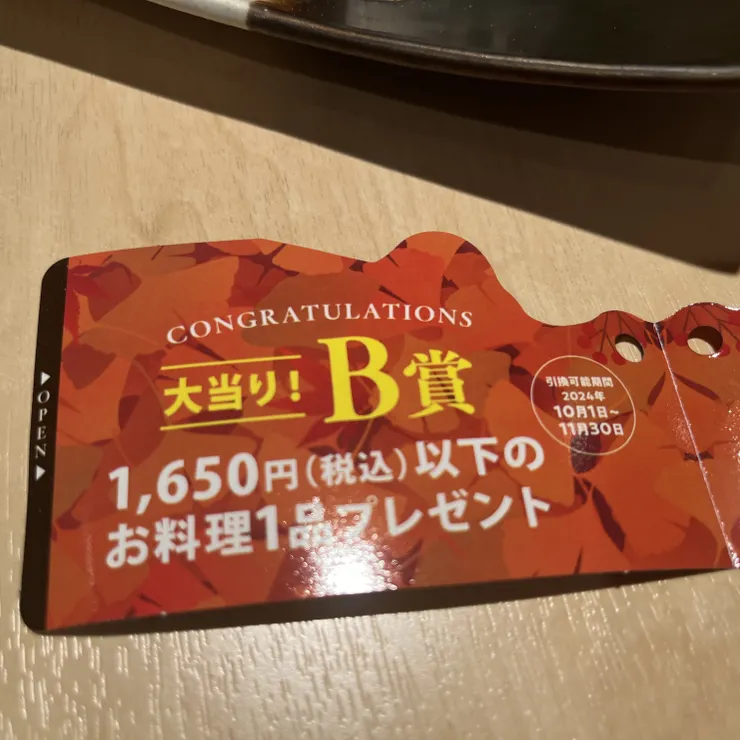 CONGRATULATIONS
大当り！
B賞
引換可能期間
2024年
10月1日～
11月30日
1,650円（税込）以下の
お料理1品プレゼント
▲OPEN▲